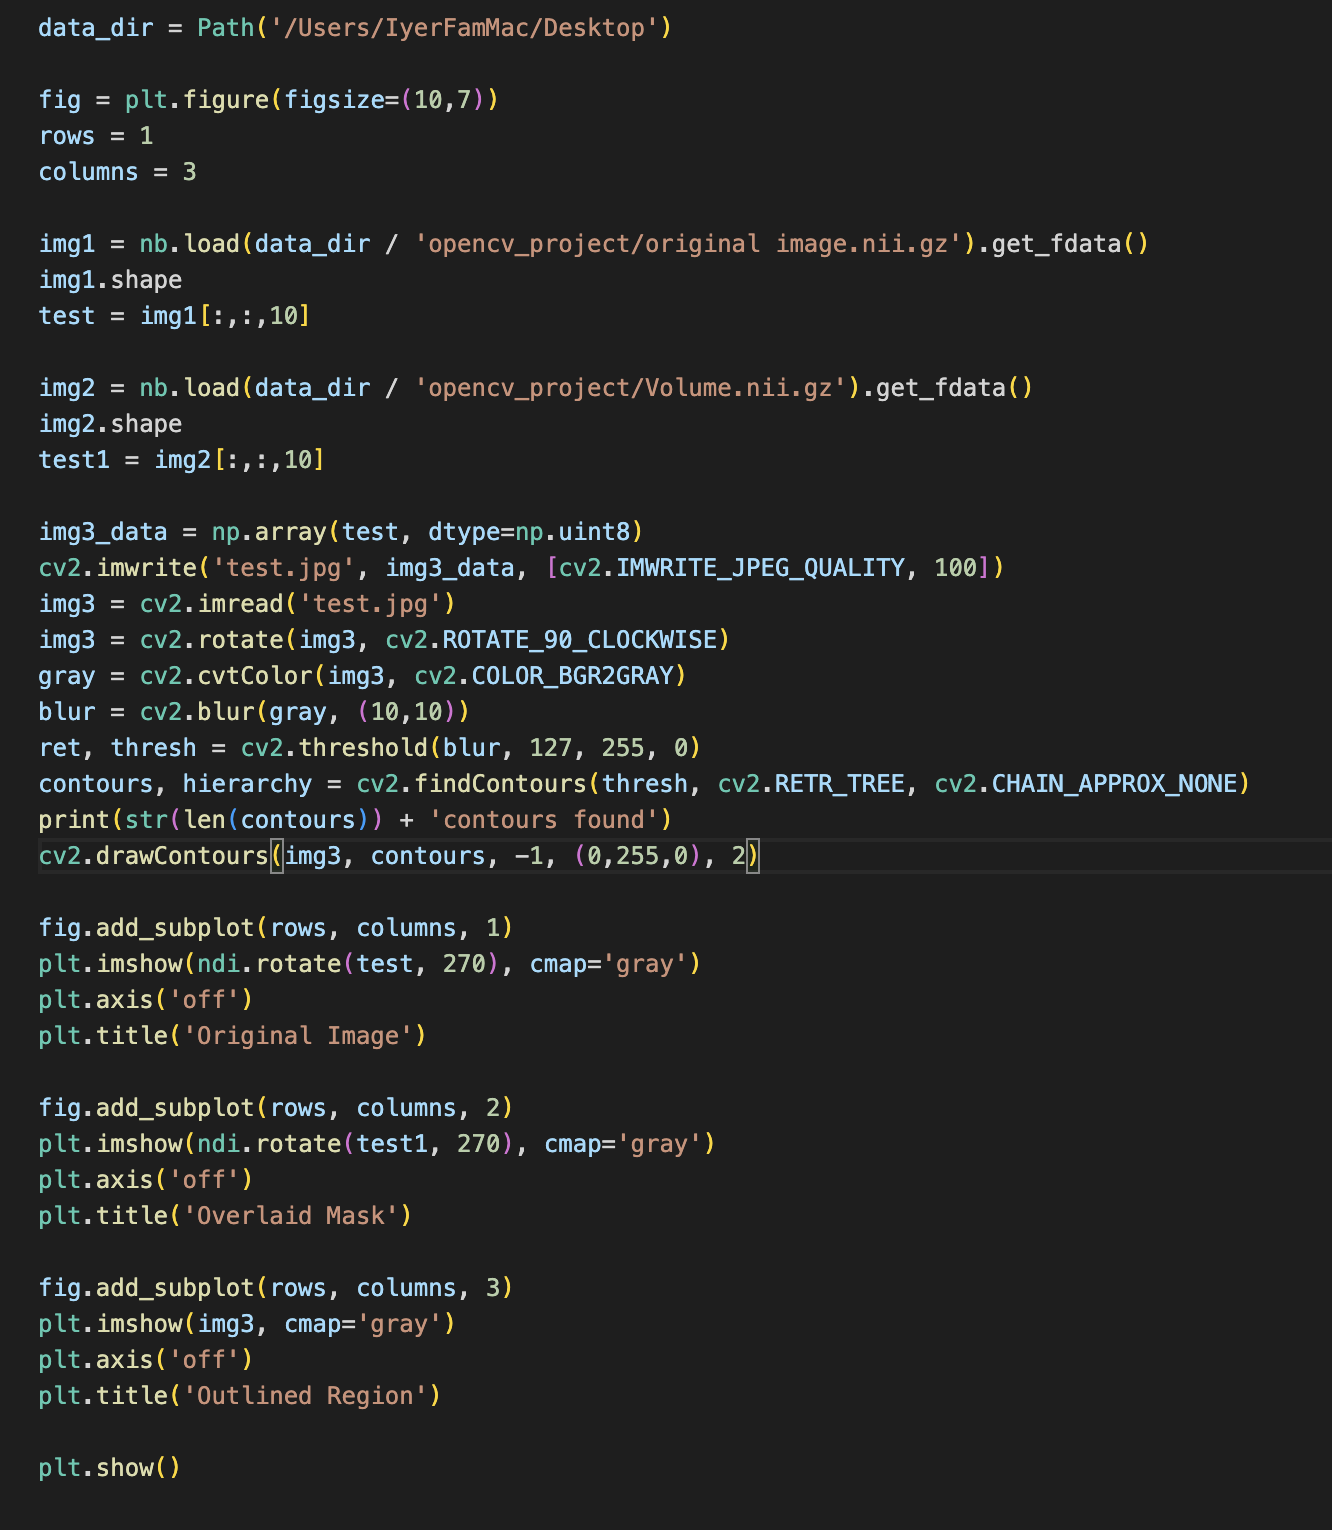 data_dir = Path('/Users/IyerFamMac/Desktop')
fig = plt.figure(figsize=(10,7))
rows = 1
columns = 3
img1 = nb.load(data_dir / 'opencv_project/original image.nii.gz').get_fdata()
img1.shape
test = img1[:,:,10]
img2 = nb.load(data_dir / 'opencv_project/Volume.nii.gz').get_fdata()
img2.shape
test1 = img2[:,:,10]
img3_data = np.array(test, dtype=np.uint8)
cv2.imwrite('test.jpg', img3_data, [cv2.IMWRITE_JPEG_QUALITY, 100])
img3 = cv2.imread('test.jpg')
img3 = cv2.rotate(img3, cv2.ROTATE_90_CLOCKWISE)
gray = cv2.cvtColor(img3, cv2.COLOR_BGR2GRAY)
blur = cv2.blur(gray, (10,10))
ret, thresh = cv2.threshold(blur, 127, 255, 0)
contours, hierarchy = cv2.findContours(thresh, cv2.RETR_TREE, cv2.CHAIN_APPROX_NONE)
print(str(len(contours)) + 'contours found')
cv2.drawContours(img3, contours, -1, (0,255,0), 2)
fig.add_subplot(rows, columns, 1)
plt.imshow(ndi.rotate(test, 270), cmap='gray')
plt.axis('off')
plt.title('Original Image')
fig.add_subplot(rows, columns, 2)
plt.imshow(ndi.rotate(test1, 270), cmap='gray')
plt.axis('off')
plt.title('Overlaid Mask')
fig.add_subplot(rows, columns, 3)
plt.imshow(img3, cmap='gray')
plt.axis('off')
plt.title('Outlined Region')
plt.show()